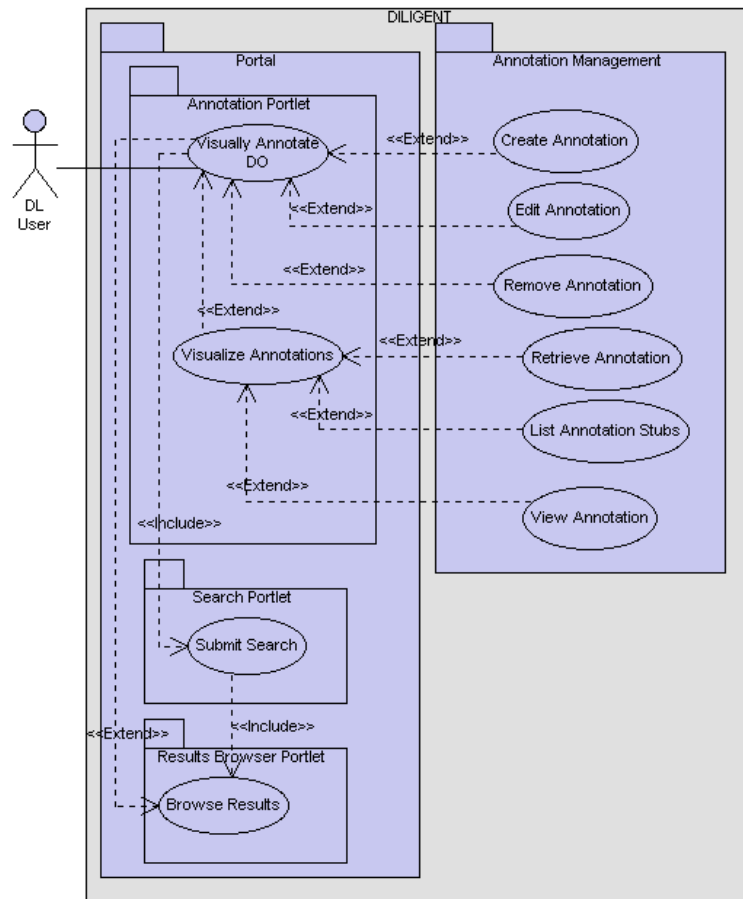 DILIGENT
Portal
Annotation Management
Annotation Portlet
Visually Annotate
DO
<<Extend>>
Create Annotation
DL
User
<<Extend>>
Edit Annotation
<<Extend>>
Remove Annotation
<<Extend>>
Visualize Annotations
<<Extend>>
Retrieve Annotation
<<Extend>>
List Annotation Stubs
<<Extend>>
View Annotation
<<Include>>
Search Portlet
Submit Search
<<Include>>
<<Extend>>
Results Browser Portlet
Browse Results